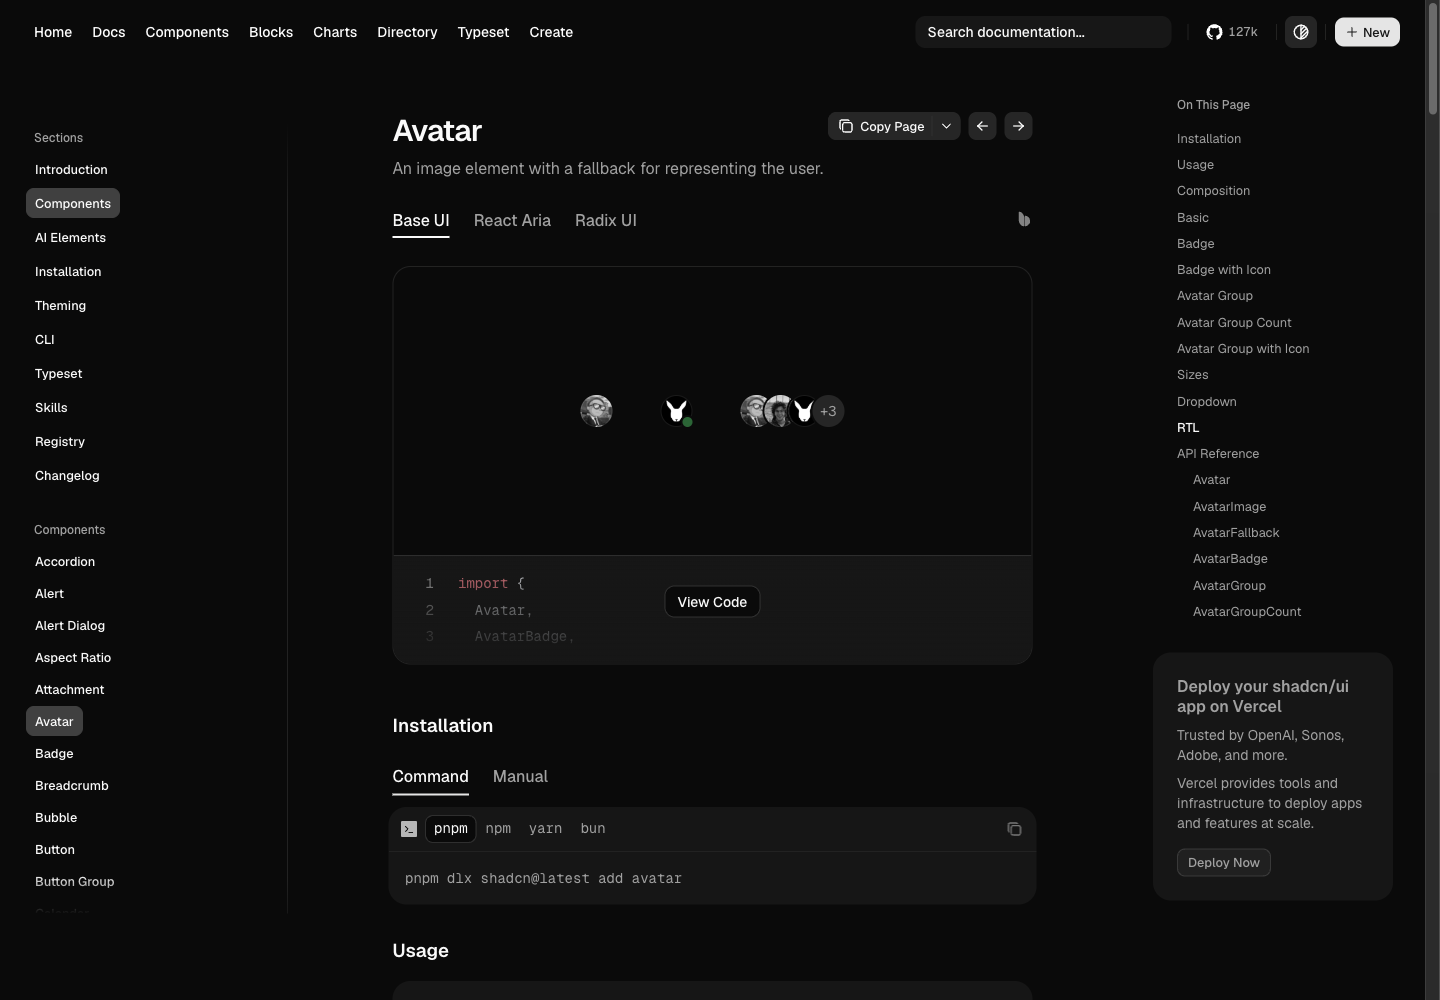 Home Docs Components Blocks Charts Directory Typeset Create
Search documentation...
127k
New
Sections
Introduction
Components
AI Elements
Installation
Theming
CLI
Typeset
Skills
Registry
Changelog
Components
Accordion
Alert
Alert Dialog
Aspect Ratio
Attachment
Avatar
Badge
Breadcrumb
Bubble
Button
Button Group
Calendar
Avatar
Copy Page
An image element with a fallback for representing the user.
Base UI React Aria Radix UI
+3
1 import {
2 Avatar,
3 AvatarBadge,
View Code
Installation
Command Manual
pnpm npm yarn bun
pnpm dlx shadcn@latest add avatar
Usage
On This Page
Installation
Usage
Composition
Basic
Badge
Badge with Icon
Avatar Group
Avatar Group Count
Avatar Group with Icon
Sizes
Dropdown
RTL
API Reference
Avatar
AvatarImage
AvatarFallback
AvatarBadge
AvatarGroup
AvatarGroupCount
Deploy your shadcn/ui
app on Vercel
Trusted by OpenAI, Sonos,
Adobe, and more.
Vercel provides tools and
infrastructure to deploy apps
and features at scale.
Deploy Now